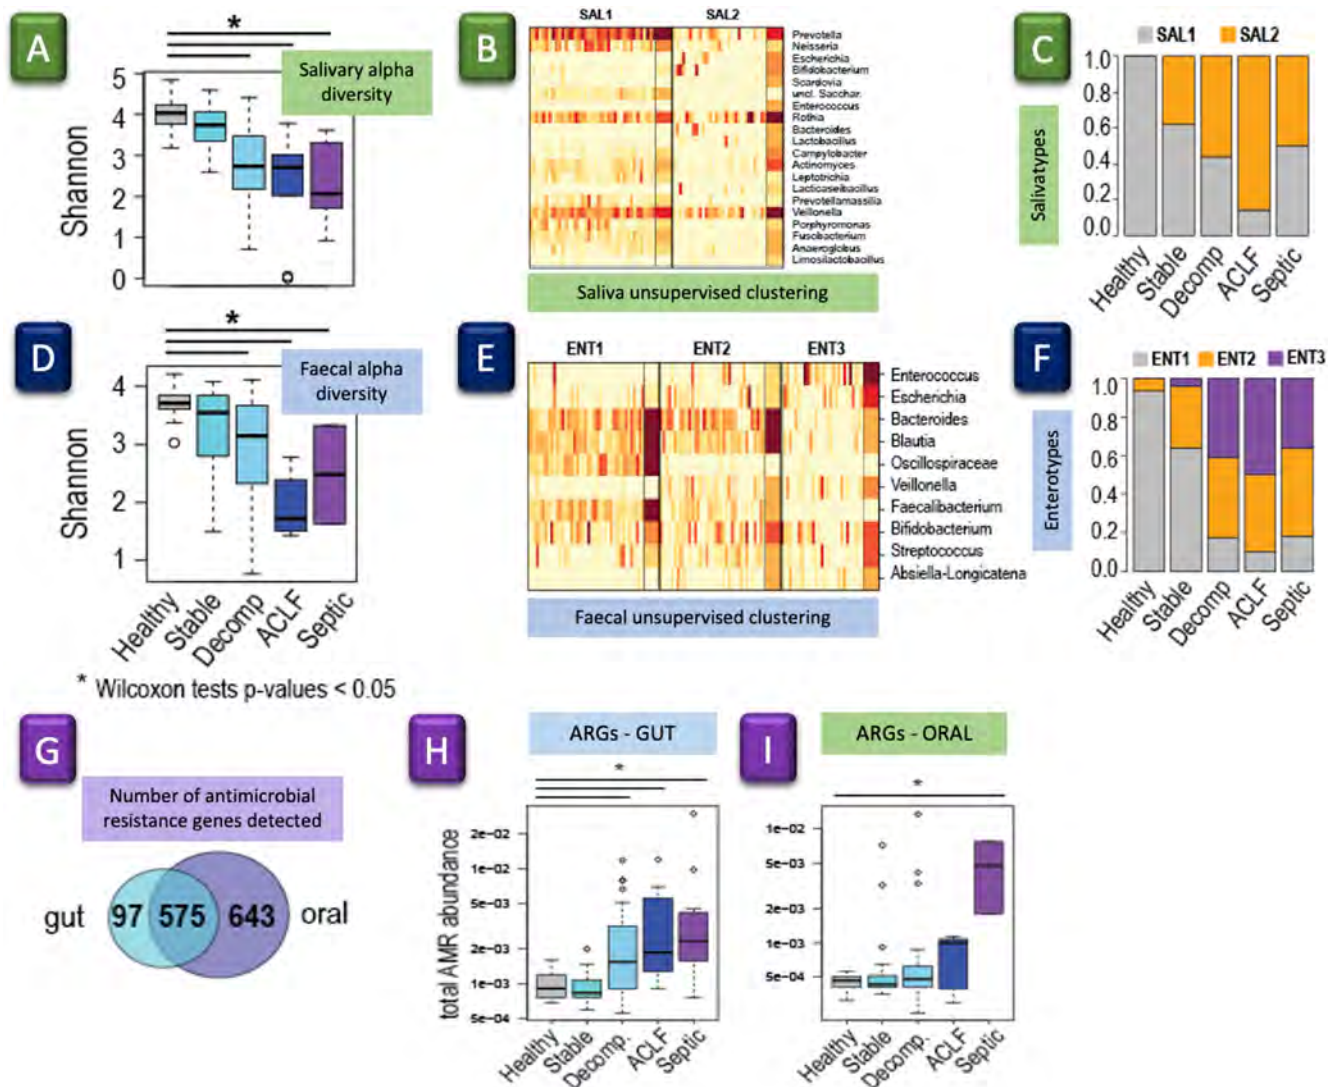 A
*
Salivary alpha
diversity
Shannon
5
4
3
2
1
0
B
SAL1
SAL2
Prevotella
Neisseria
Escherichia
Bifidobacterium
Scardovia
uncl. Sacchar.
Enterococcus
Rothia
Bacteroides
Lactobacillus
Campylobacter
Actinomyces
Leptotrichia
Lacticaseibacillus
Prevotellamassilia
Veillonella
Porphyromonas
Fusobacterium
Anaeroglobus
Limosilactobacillus
Saliva unsupervised clustering
C
SAL1 SAL2
Salivatypes
1.0
0.8
0.6
0.4
0.2
0.0
Healthy
Stable
Decomp
ACLF
Septic
D
*
Faecal alpha
diversity
Shannon
4
3
2
1
Healthy
Stable
Decomp
ACLF
Septic
* Wilcoxon tests p-values < 0.05
E
ENT1
ENT2
ENT3
Enterococcus
Escherichia
Bacteroides
Blautia
Oscillospiraceae
Veillonella
Faecalibacterium
Bifidobacterium
Streptococcus
Absiella-Longicatena
Faecal unsupervised clustering
F
ENT1 ENT2 ENT3
Enterotypes
1.0
0.8
0.6
0.4
0.2
0.0
Healthy
Stable
Decomp
ACLF
Septic
G
Number of antimicrobial
resistance genes detected
gut 97 575 643 oral
H
ARGs - GUT
*
total AMR abundance
2e-02
1e-02
5e-03
2e-03
1e-03
5e-04
Healthy
Stable
Decomp.
ACLF
Septic
I
ARGs - ORAL
*
1e-02
5e-03
2e-03
1e-03
5e-04
Healthy
Stable
Decomp.
ACLF
Septic